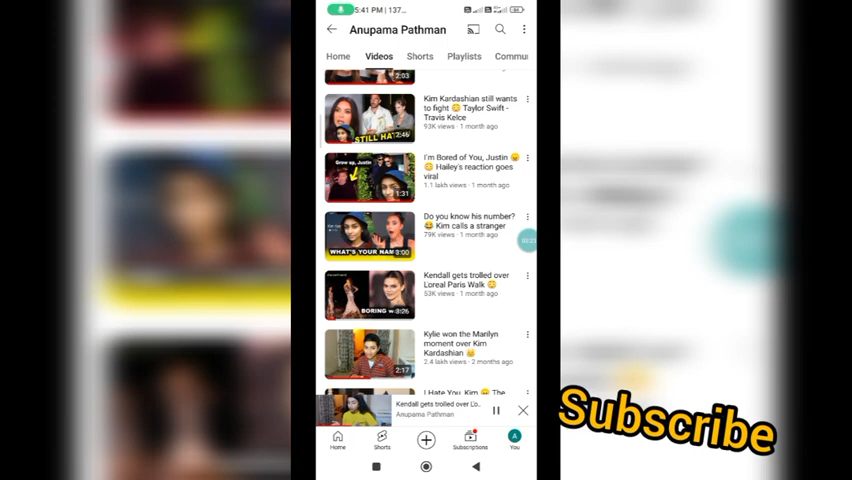 5:41 PM | 137...
Anupama Pathman
Home Videos Shorts Playlists Commu
2:03
Kim Kardashian still wants
to fight 😳 Taylor Swift -
Travis Kelce
93K views · 1 month ago
STILL HAT
2:46
I'm Bored of You, Justin 😠
😳 Hailey's reaction goes
viral
1.1 lakh views · 1 month ago
Grow up, Justin
1:31
Do you know his number?
😂 Kim calls a stranger
79K views · 1 month ago
WHAT'S YOUR NAM
3:00
Kendall gets trolled over
L'oreal Paris Walk 😳
53K views · 1 month ago
BORING W
3:26
Kylie won the Marilyn
moment over Kim
Kardashian 👑
2.4 lakh views · 2 months ago
2:17
I Hate You, Kim 😠 The
Kendall gets trolled over L'o...
Anupama Pathman
Home Shorts Subscriptions A You
Subscribe